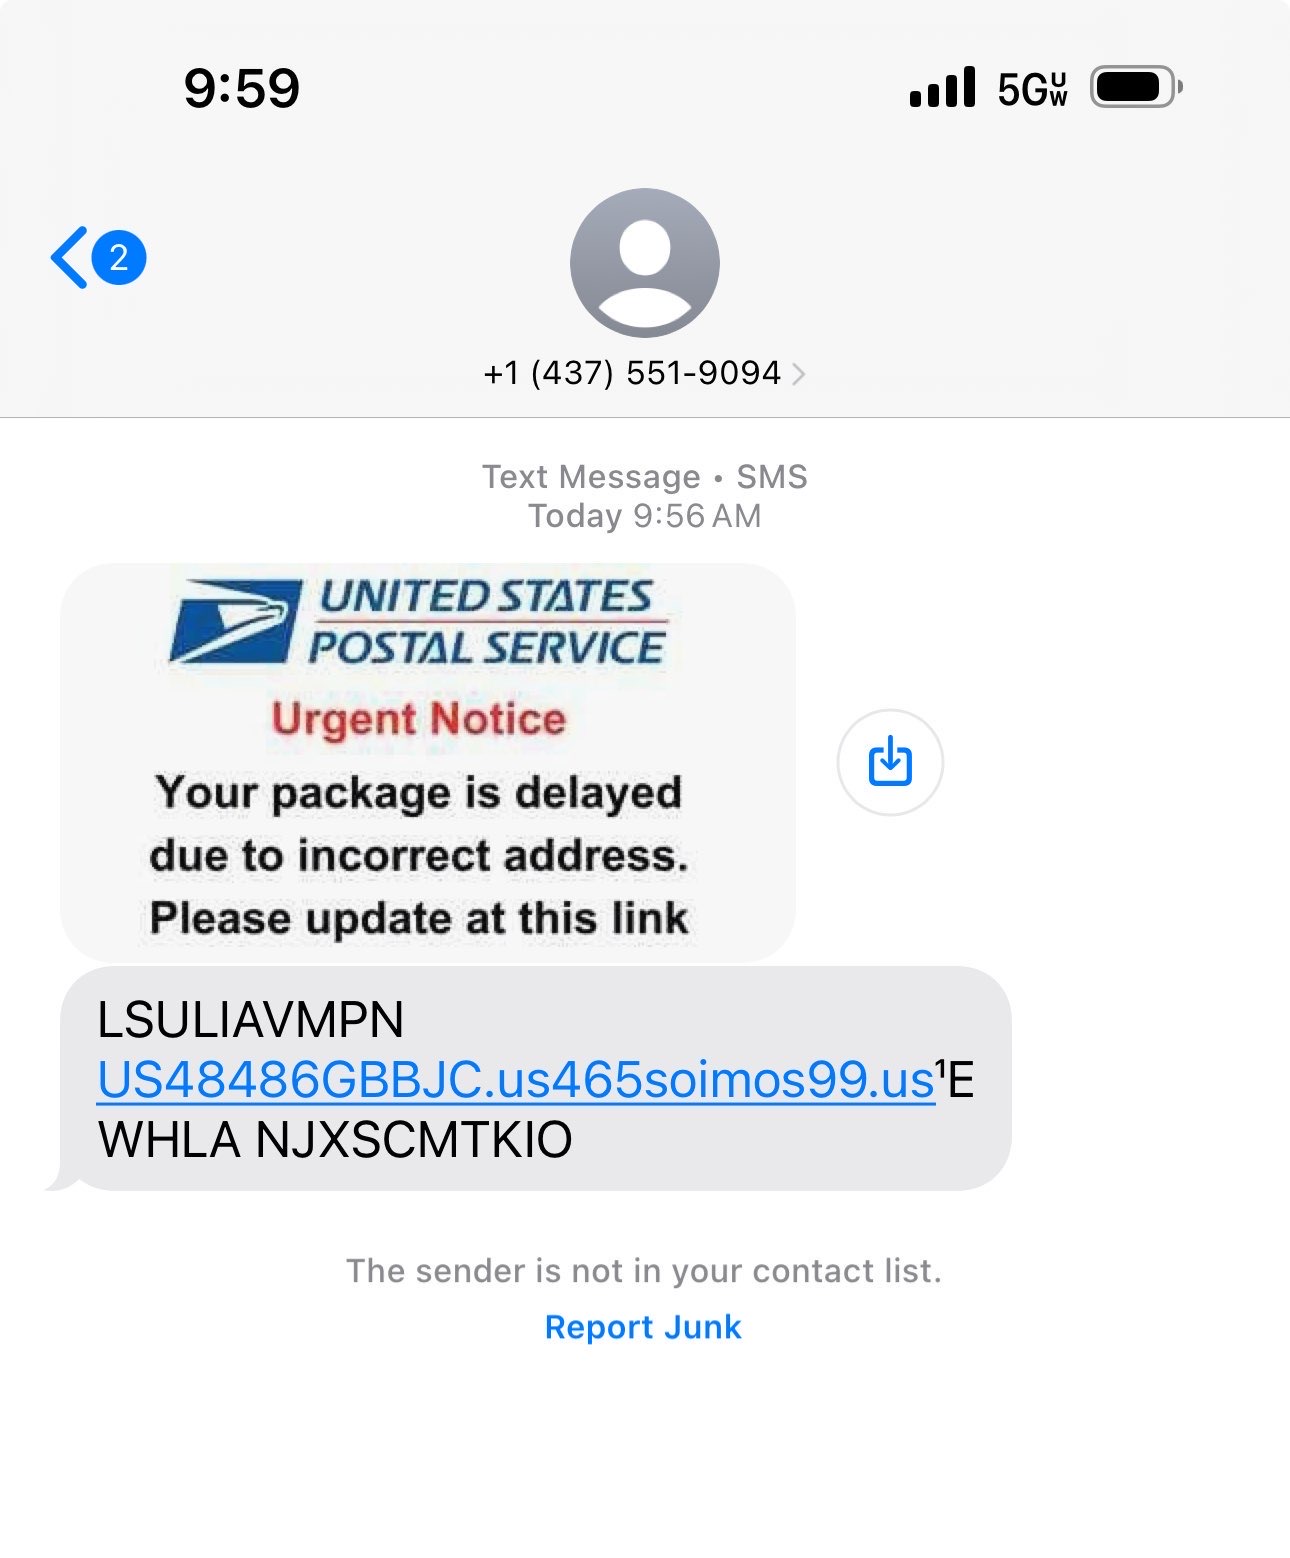 9:59
5GUW
2
+1 (437) 551-9094
Text Message • SMS
Today 9:56 AM
UNITED STATES
POSTAL SERVICE
Urgent Notice
Your package is delayed
due to incorrect address.
Please update at this link
LSULIAVMPN
US48486GBBJC.us465soimos99.us¹E
WHLA NJXSCMTKIO
The sender is not in your contact list.
Report Junk